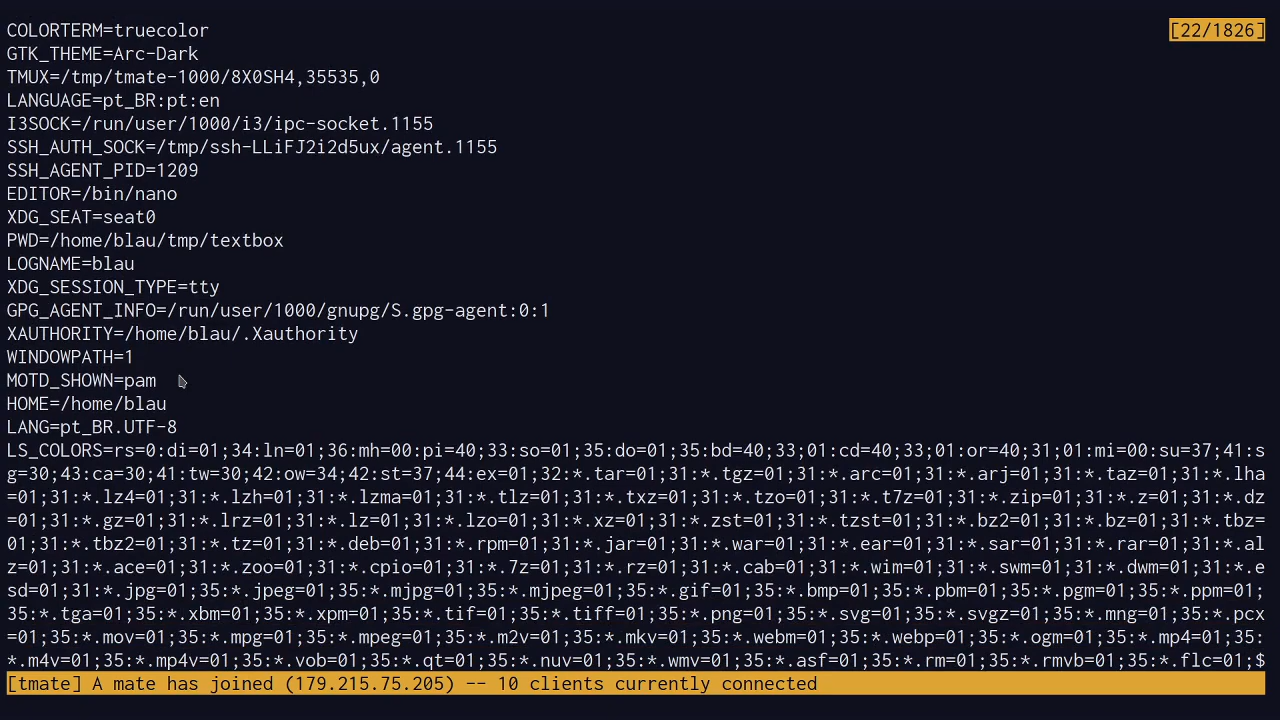 COLORTERM=truecolor
[22/1826]
GTK_THEME=Arc-Dark
TMUX=/tmp/tmate-1000/8X0SH4,35535,0
LANGUAGE=pt_BR:pt:en
I3SOCK=/run/user/1000/i3/ipc-socket.1155
SSH_AUTH_SOCK=/tmp/ssh-LLiFJ2i2d5ux/agent.1155
SSH_AGENT_PID=1209
EDITOR=/bin/nano
XDG_SEAT=seat0
PWD=/home/blau/tmp/textbox
LOGNAME=blau
XDG_SESSION_TYPE=tty
GPG_AGENT_INFO=/run/user/1000/gnupg/S.gpg-agent:0:1
XAUTHORITY=/home/blau/.Xauthority
WINDOWPATH=1
MOTD_SHOWN=pam
HOME=/home/blau
LANG=pt_BR.UTF-8
LS_COLORS=rs=0:di=01;34:ln=01;36:mh=00:pi=40;33:so=01;35:do=01;35:bd=40;33;01:cd=40;33;01:or=40;31;01:mi=00:su=37;41:s
g=30;43:ca=30;41:tw=30;42:ow=34;42:st=37;44:ex=01;32:*.tar=01;31:*.tgz=01;31:*.arc=01;31:*.arj=01;31:*.taz=01;31:*.lha
=01;31:*.lz4=01;31:*.lzh=01;31:*.lzma=01;31:*.tlz=01;31:*.txz=01;31:*.tzo=01;31:*.t7z=01;31:*.zip=01;31:*.z=01;31:*.dz
=01;31:*.gz=01;31:*.lrz=01;31:*.lz=01;31:*.lzo=01;31:*.xz=01;31:*.zst=01;31:*.tzst=01;31:*.bz2=01;31:*.bz=01;31:*.tbz=
01;31:*.tbz2=01;31:*.tz=01;31:*.deb=01;31:*.rpm=01;31:*.jar=01;31:*.war=01;31:*.ear=01;31:*.sar=01;31:*.rar=01;31:*.al
z=01;31:*.ace=01;31:*.zoo=01;31:*.cpio=01;31:*.7z=01;31:*.rz=01;31:*.cab=01;31:*.wim=01;31:*.swm=01;31:*.dwm=01;31:*.e
sd=01;31:*.jpg=01;35:*.jpeg=01;35:*.mjpg=01;35:*.mjpeg=01;35:*.gif=01;35:*.bmp=01;35:*.pbm=01;35:*.pgm=01;35:*.ppm=01;
35:*.tga=01;35:*.xbm=01;35:*.xpm=01;35:*.tif=01;35:*.tiff=01;35:*.png=01;35:*.svg=01;35:*.svgz=01;35:*.mng=01;35:*.pcx
=01;35:*.mov=01;35:*.mpg=01;35:*.mpeg=01;35:*.m2v=01;35:*.mkv=01;35:*.webm=01;35:*.webp=01;35:*.ogm=01;35:*.mp4=01;35:
*.m4v=01;35:*.mp4v=01;35:*.vob=01;35:*.qt=01;35:*.nuv=01;35:*.wmv=01;35:*.asf=01;35:*.rm=01;35:*.rmvb=01;35:*.flc=01;$
[tmate] A mate has joined (179.215.75.205) -- 10 clients currently connected